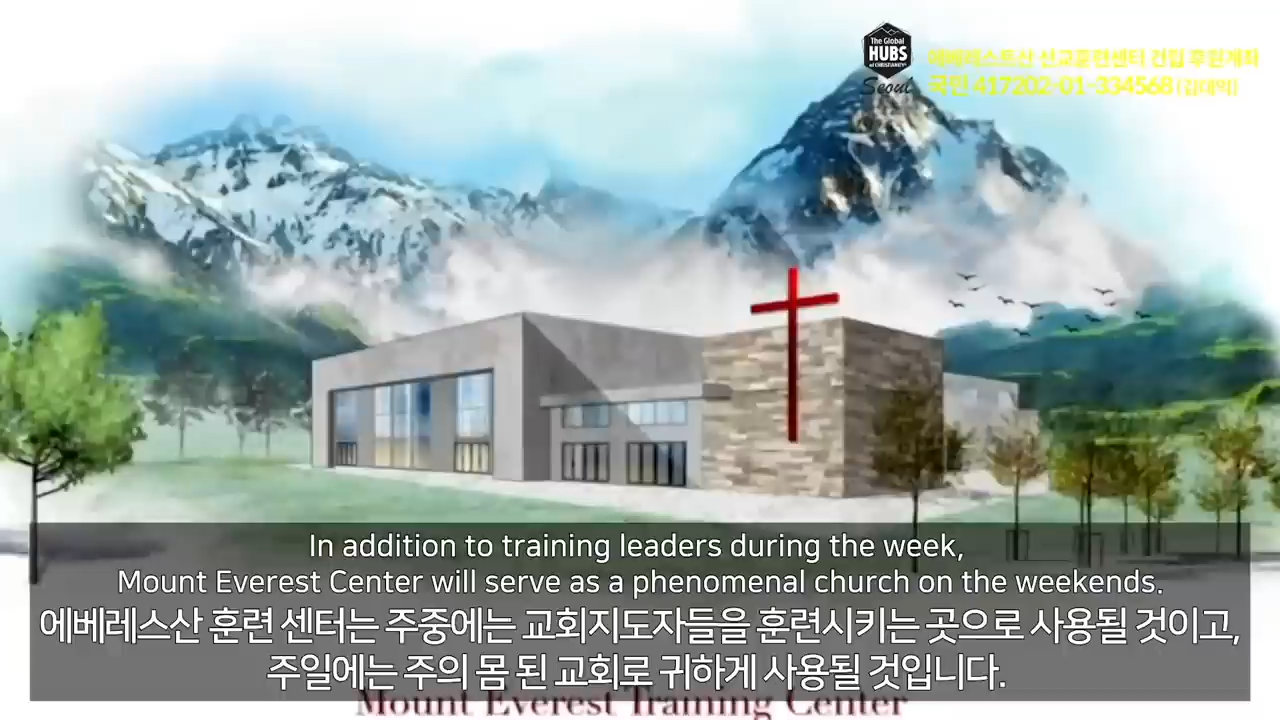 The Global
HUBS
of CHRISTIANITY
Seoul
에베레스트산 선교훈련센터 건립 후원계좌
국민 417202-01-334568 (김대억)
In addition to training leaders during the week,
Mount Everest Center will serve as a phenomenal church on the weekends.
에베레스산 훈련 센터는 주중에는 교회지도자들을 훈련시키는 곳으로 사용될 것이고,
주일에는 주의 몸 된 교회로 귀하게 사용될 것입니다.
Mount Everest Training Center